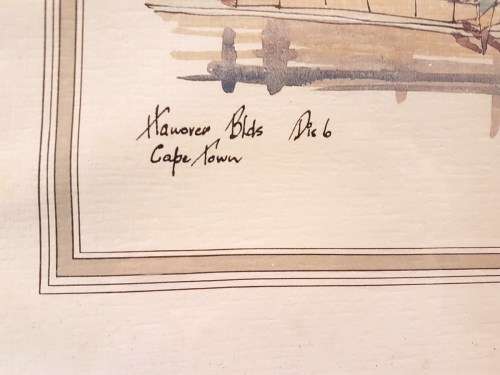 Hanover Blds Dis 6
Cape Town